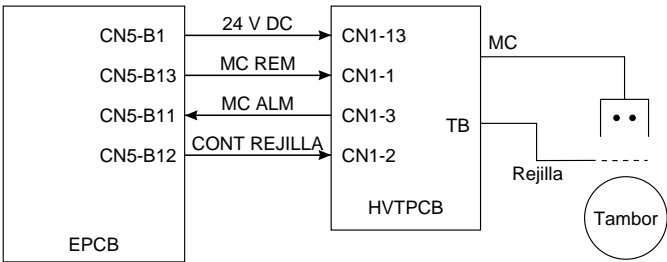 CN5-B1 24 V DC CN1-13
MC
CN5-B13 MC REM CN1-1
CN5-B11 MC ALM CN1-3
TB
CN5-B12 CONT REJILLA CN1-2
Rejilla
HVTPCB
Tambor
EPCB